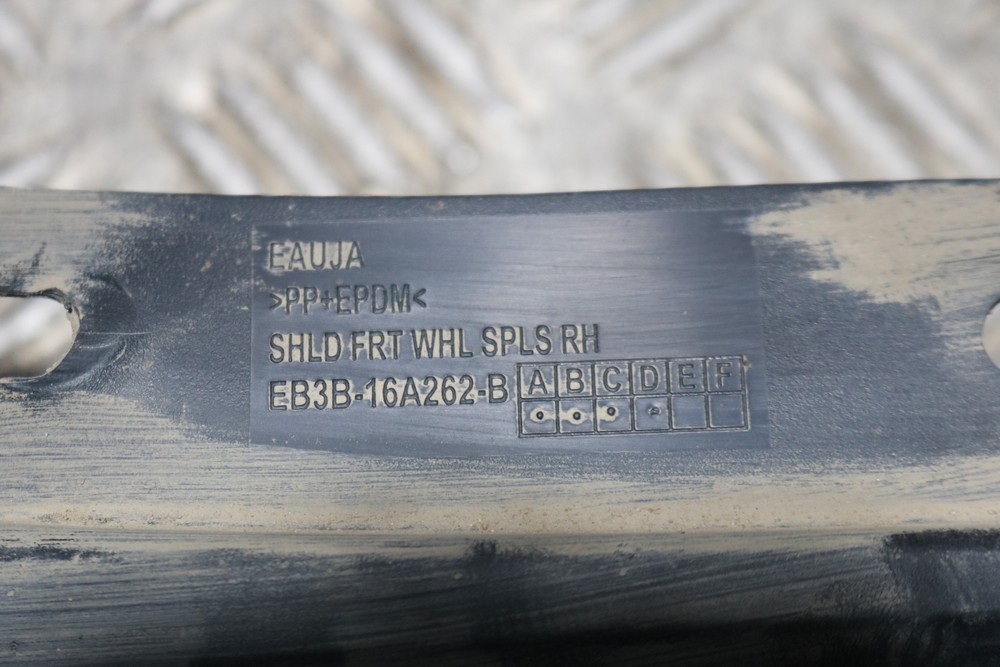 EAUJA
>PP+EPDM<
SHLD FRT WHL SPLS RH
EB3B-16A262-B A B C D E F